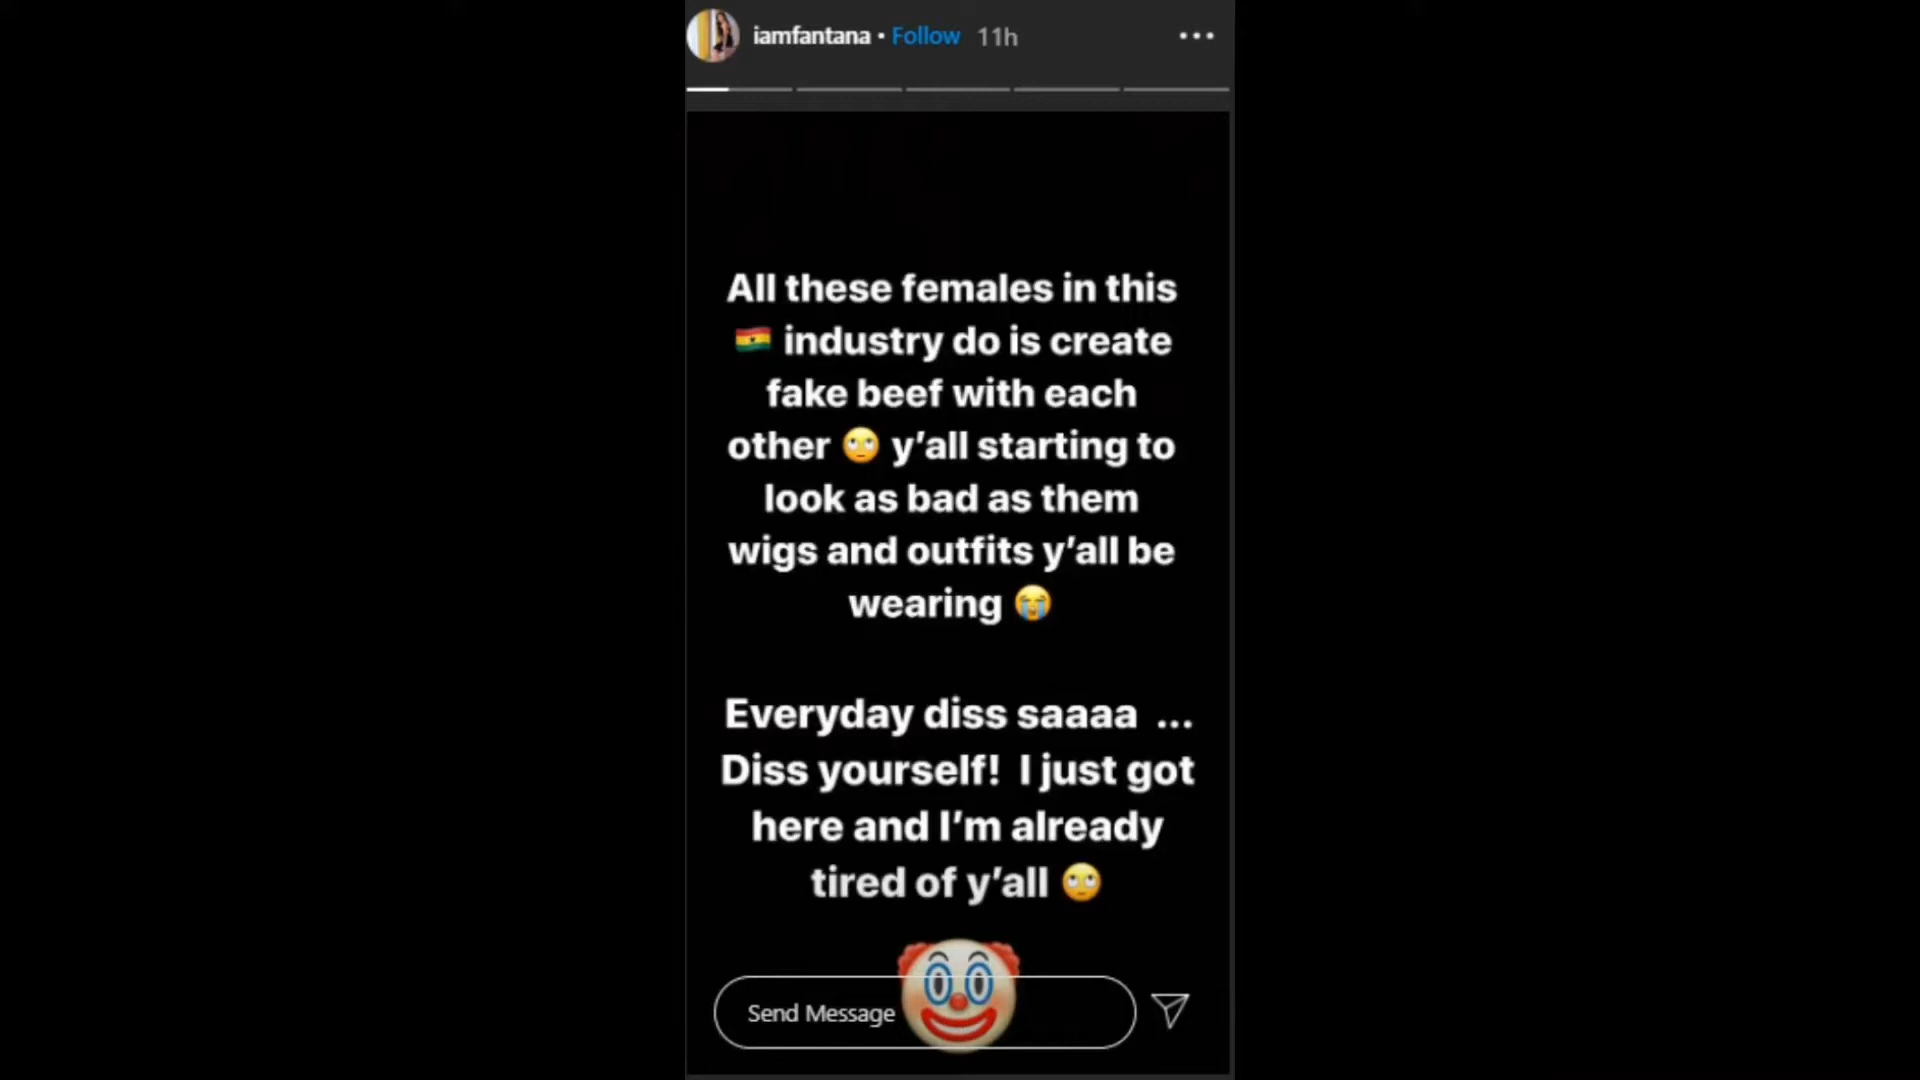 iamfantana • Follow 11h
All these females in this
🇬🇭 industry do is create
fake beef with each
other 🙄 y’all starting to
look as bad as them
wigs and outfits y’all be
wearing 😭
Everyday diss saaaa ...
Diss yourself! I just got
here and I’m already
tired of y’all 🙄
Send Message